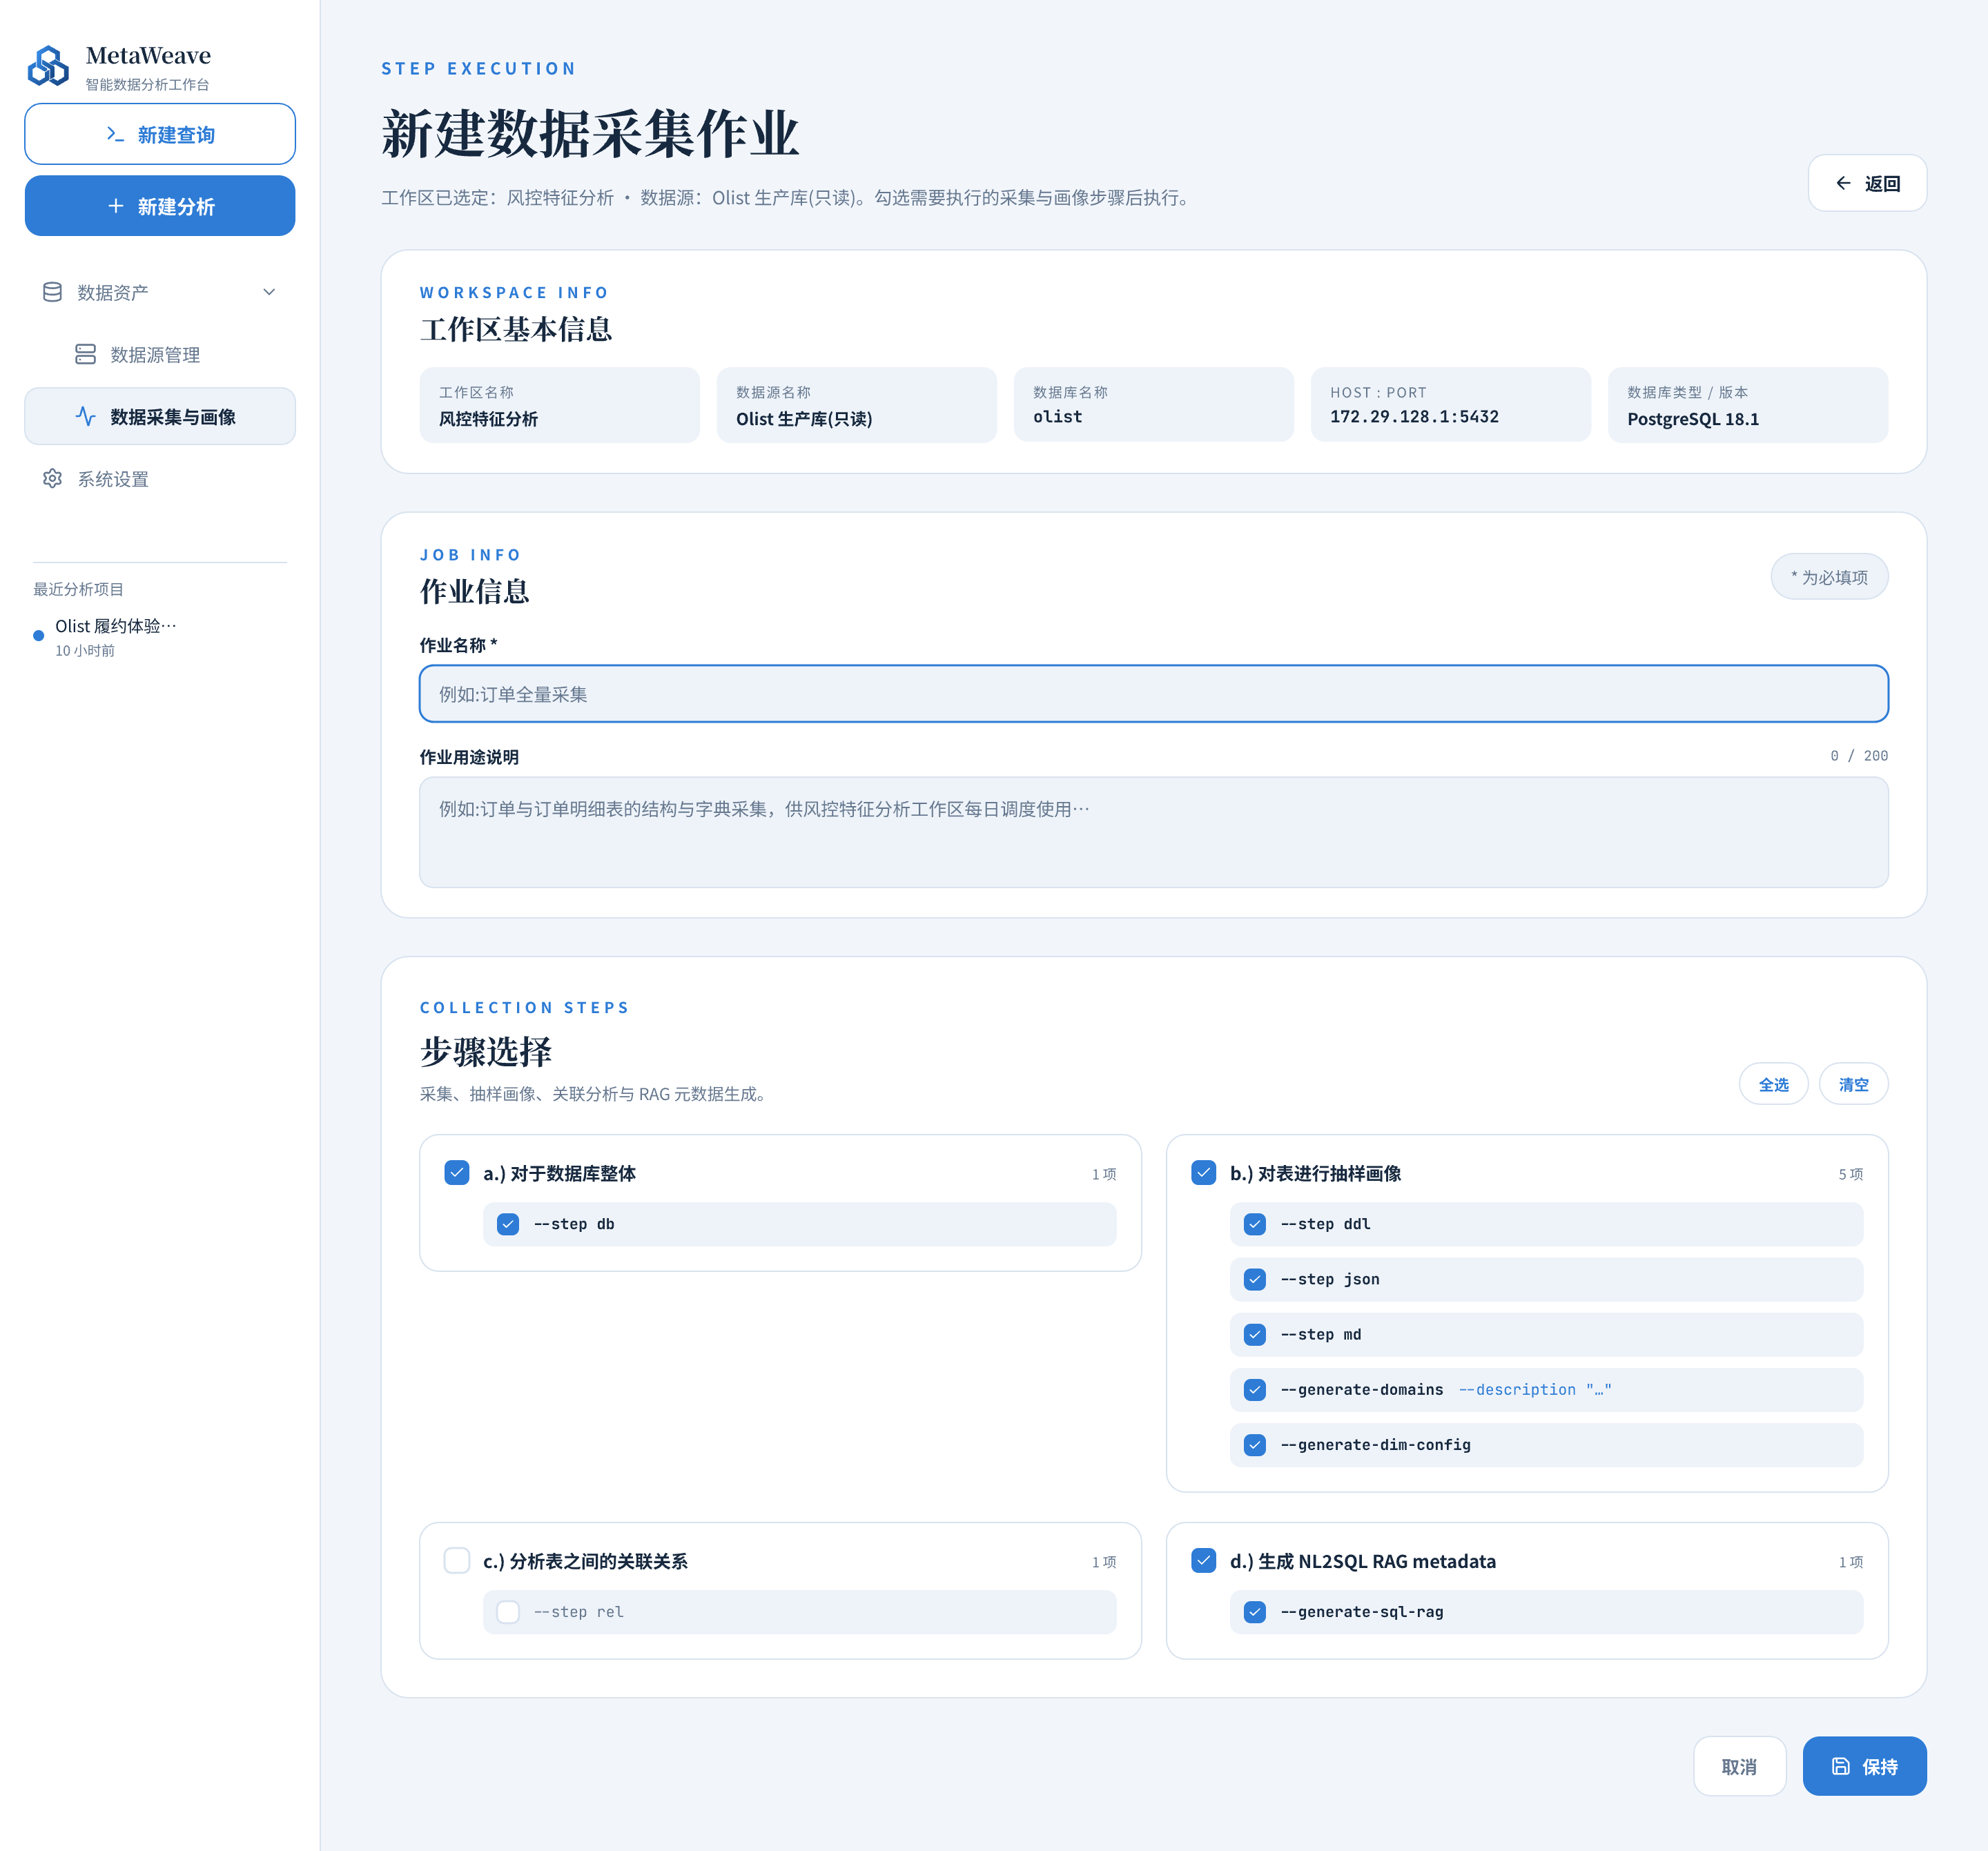 MetaWeave
智能数据分析工作台
新建查询
新建分析
数据资产
数据源管理
数据采集与画像
系统设置
最近分析项目
Olist 履约体验…
10 小时前
STEP EXECUTION
新建数据采集作业
工作区已选定：风控特征分析 • 数据源：Olist 生产库(只读)。勾选需要执行的采集与画像步骤后执行。
返回
WORKSPACE INFO
工作区基本信息
工作区名称
风控特征分析
数据源名称
Olist 生产库(只读)
数据库名称
olist
HOST : PORT
172.29.128.1:5432
数据库类型 / 版本
PostgreSQL 18.1
JOB INFO
作业信息
* 为必填项
作业名称 *
例如:订单全量采集
作业用途说明
0 / 200
例如:订单与订单明细表的结构与字典采集，供风控特征分析工作区每日调度使用…
COLLECTION STEPS
步骤选择
采集、抽样画像、关联分析与 RAG 元数据生成。
全选
清空
a.) 对于数据库整体
1 项
--step db
b.) 对表进行抽样画像
5 项
--step ddl
--step json
--step md
--generate-domains --description "…"
--generate-dim-config
c.) 分析表之间的关联关系
1 项
--step rel
d.) 生成 NL2SQL RAG metadata
1 项
--generate-sql-rag
取消
保持